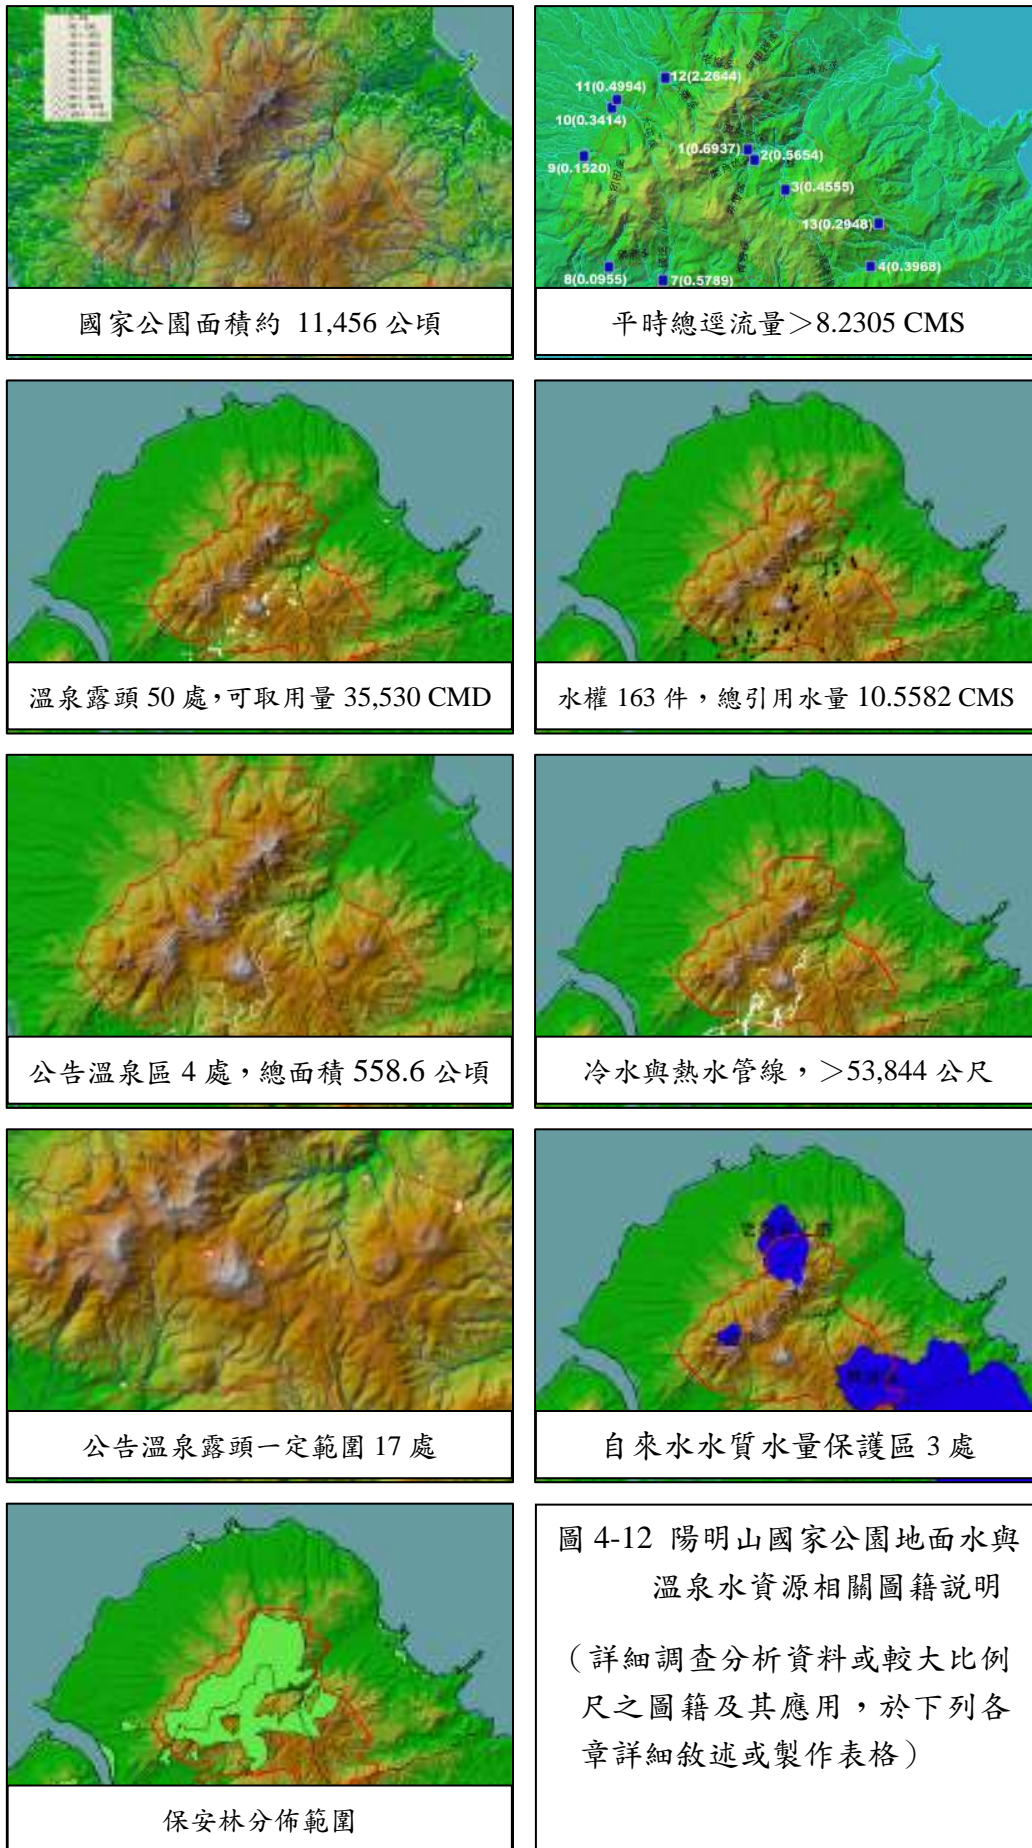 11(0.4994)
12(2.2644)
10(0.3414)
1(0.6937)
2(0.5654)
9(0.1520)
3(0.4555)
13(0.2948)
4(0.3968)
8(0.0955)
7(0.5789)
國家公園面積約 11,456 公頃
平時總逕流量>8.2305 CMS
溫泉露頭 50 處,可取用量 35,530 CMD
水權 163 件,總引用水量 10.5582 CMS
公告溫泉區 4 處,總面積 558.6 公頃
冷水與熱水管線,>53,844 公尺
公告溫泉露頭一定範圍 17 處
自來水水質水量保護區 3 處
保安林分佈範圍
圖 4-12 陽明山國家公園地面水與
溫泉水資源相關圖籍說明
(詳細調查分析資料或較大比例
尺之圖籍及其應用,於下列各
章詳細敘述或製作表格)